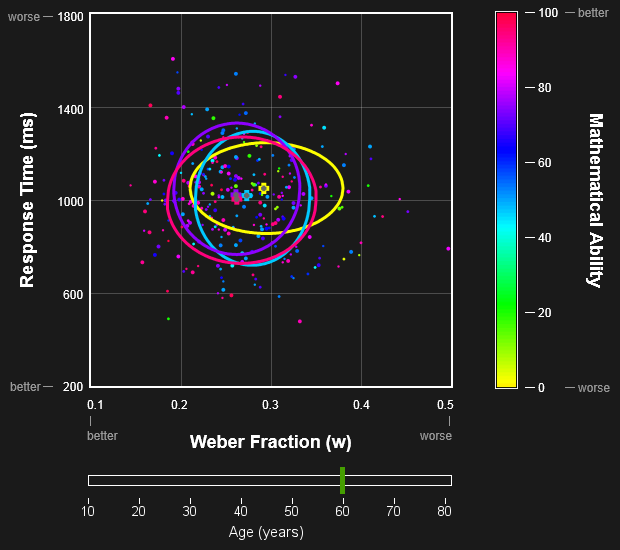 worse
1800
1400
1000
600
better
200
Response Time (ms)
0.1
0.2
0.3
0.4
0.5
better
worse
Weber Fraction (w)
100
better
80
60
40
20
0
worse
Mathematical Ability
10
20
30
40
50
60
70
80
Age (years)